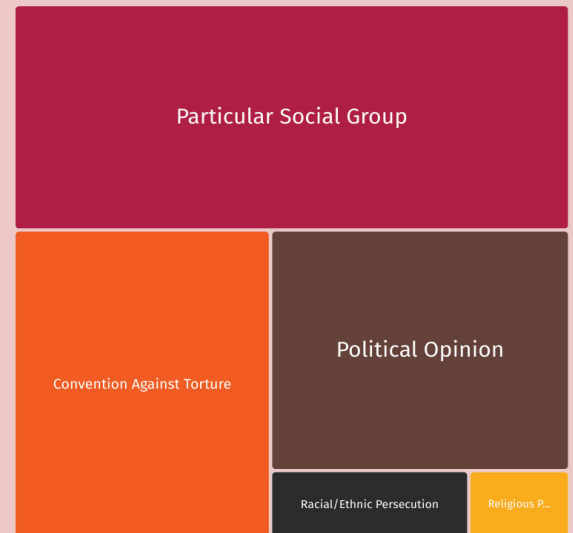 Particular Social Group
Political Opinion
Convention Against Torture
Racial/Ethnic Persecution
Religious P...